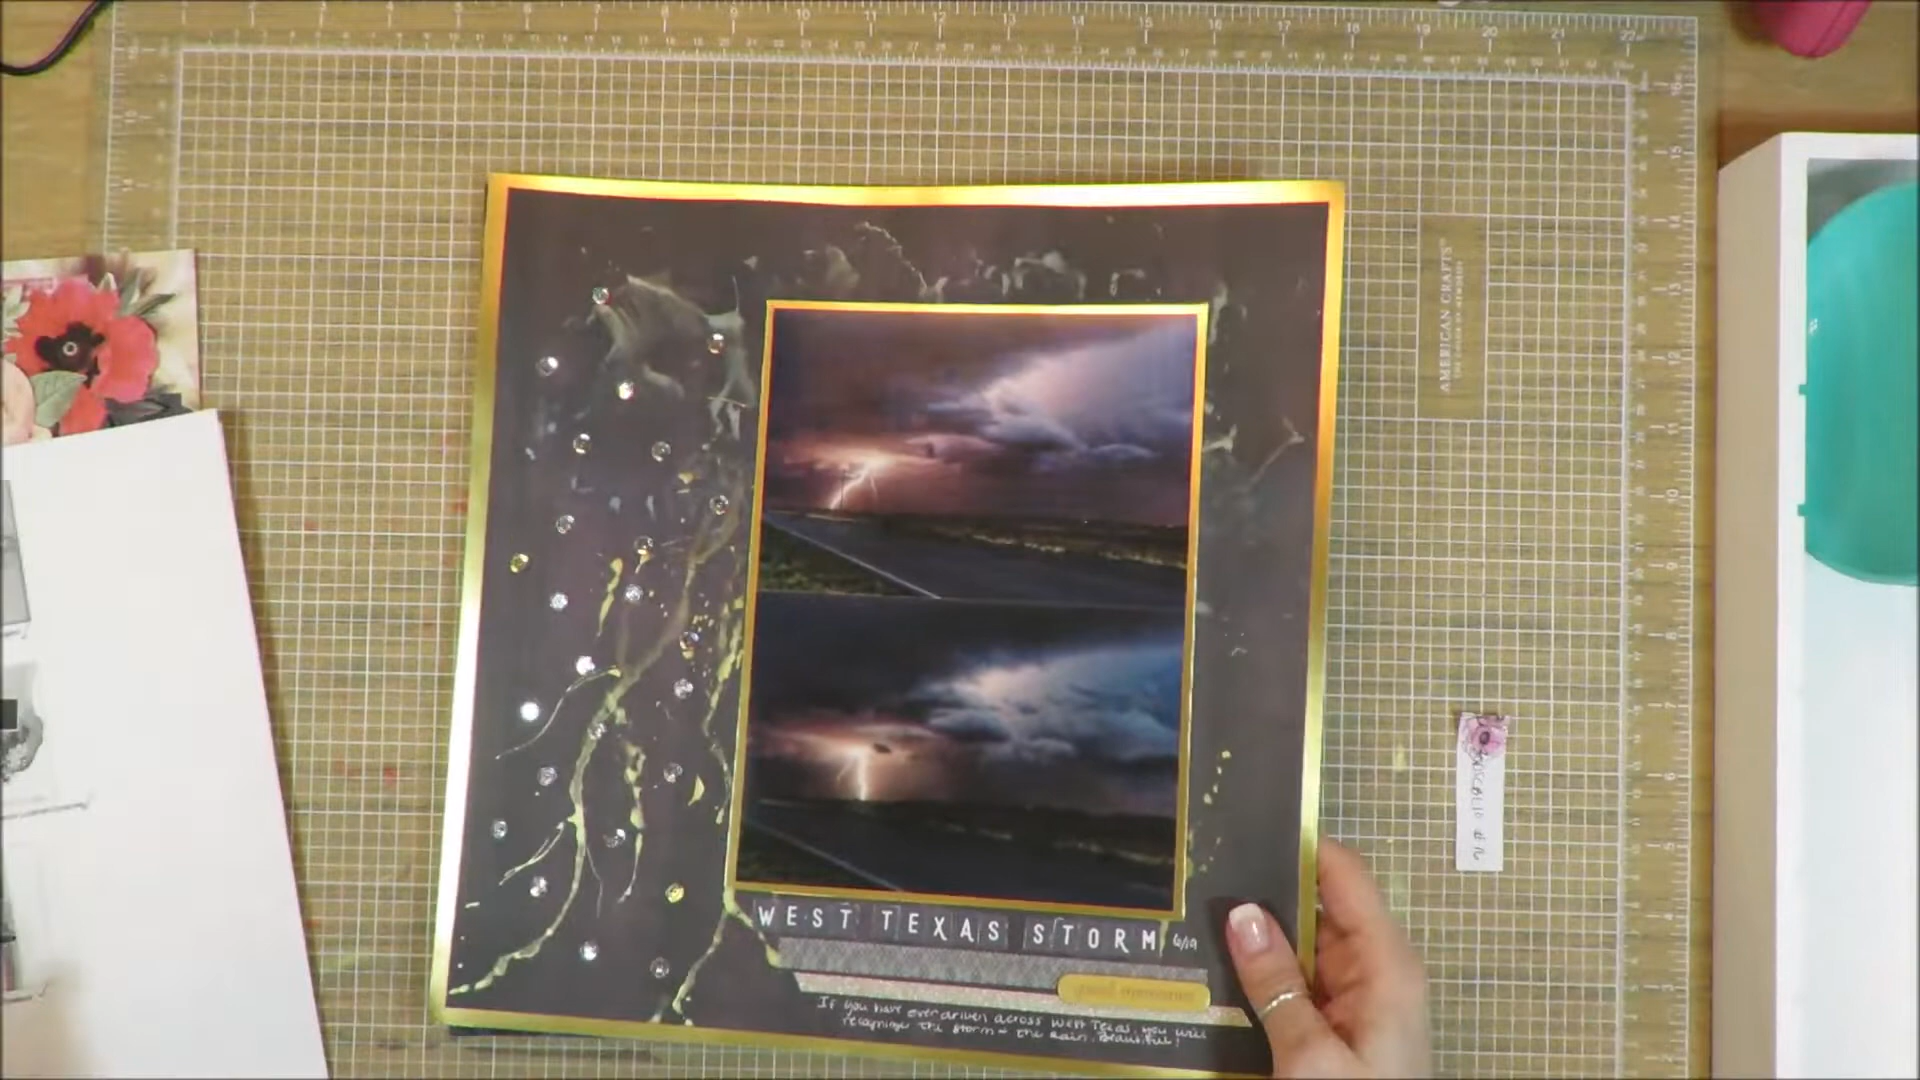 AMERICAN CRAFTS
WEST TEXAS STORM 6/19
If you have ever driven across West Texas, you will
recognize the storm - the rain. Beautiful!